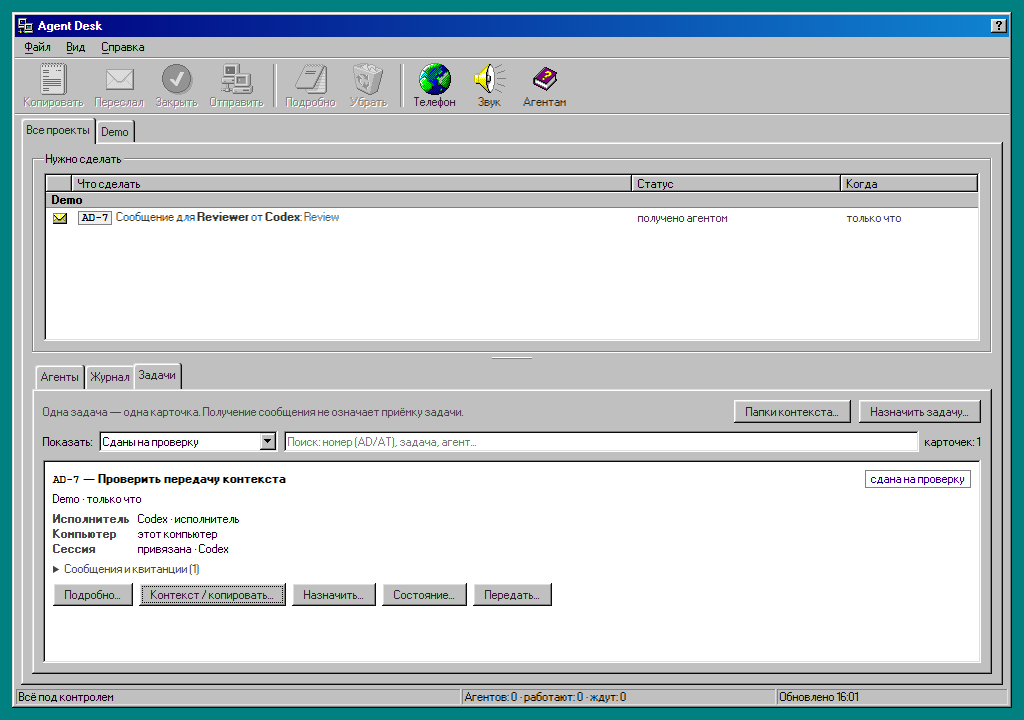 Agent Desk
Файл Вид Справка
Копировать Переслал Закрыть Отправить Подробно Убрать Телефон Звук Агентам
Все проекты Demo
Нужно сделать
Что сделать Статус Когда
Demo
AD-7 Сообщение для Reviewer от Codex: Review получено агентом только что
Агенты Журнал Задачи
Одна задача — одна карточка. Получение сообщения не означает приёмку задачи. Папки контекста... Назначить задачу...
Показать: Сданы на проверку Поиск: номер (AD/AT), задача, агент... карточек: 1
AD-7 — Проверить передачу контекста сдана на проверку
Demo · только что
Исполнитель Codex · исполнитель
Компьютер этот компьютер
Сессия привязана · Codex
Сообщения и квитанции (1)
Подробно... Контекст / копировать... Назначить... Состояние... Передать...
Всё под контролем Агентов: 0 · работают: 0 · ждут: 0 Обновлено 16:01